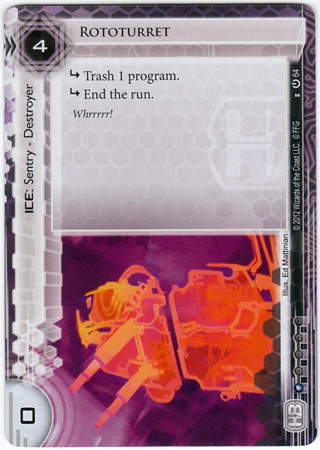 4
ROTOTURRET
Trash 1 program.
End the run.
Whrrrrr!
ICE: Sentry - Destroyer
64
© 2012 Wizards of the Coast LLC. © FFG
Illus. Ed Mattinian
0
HB